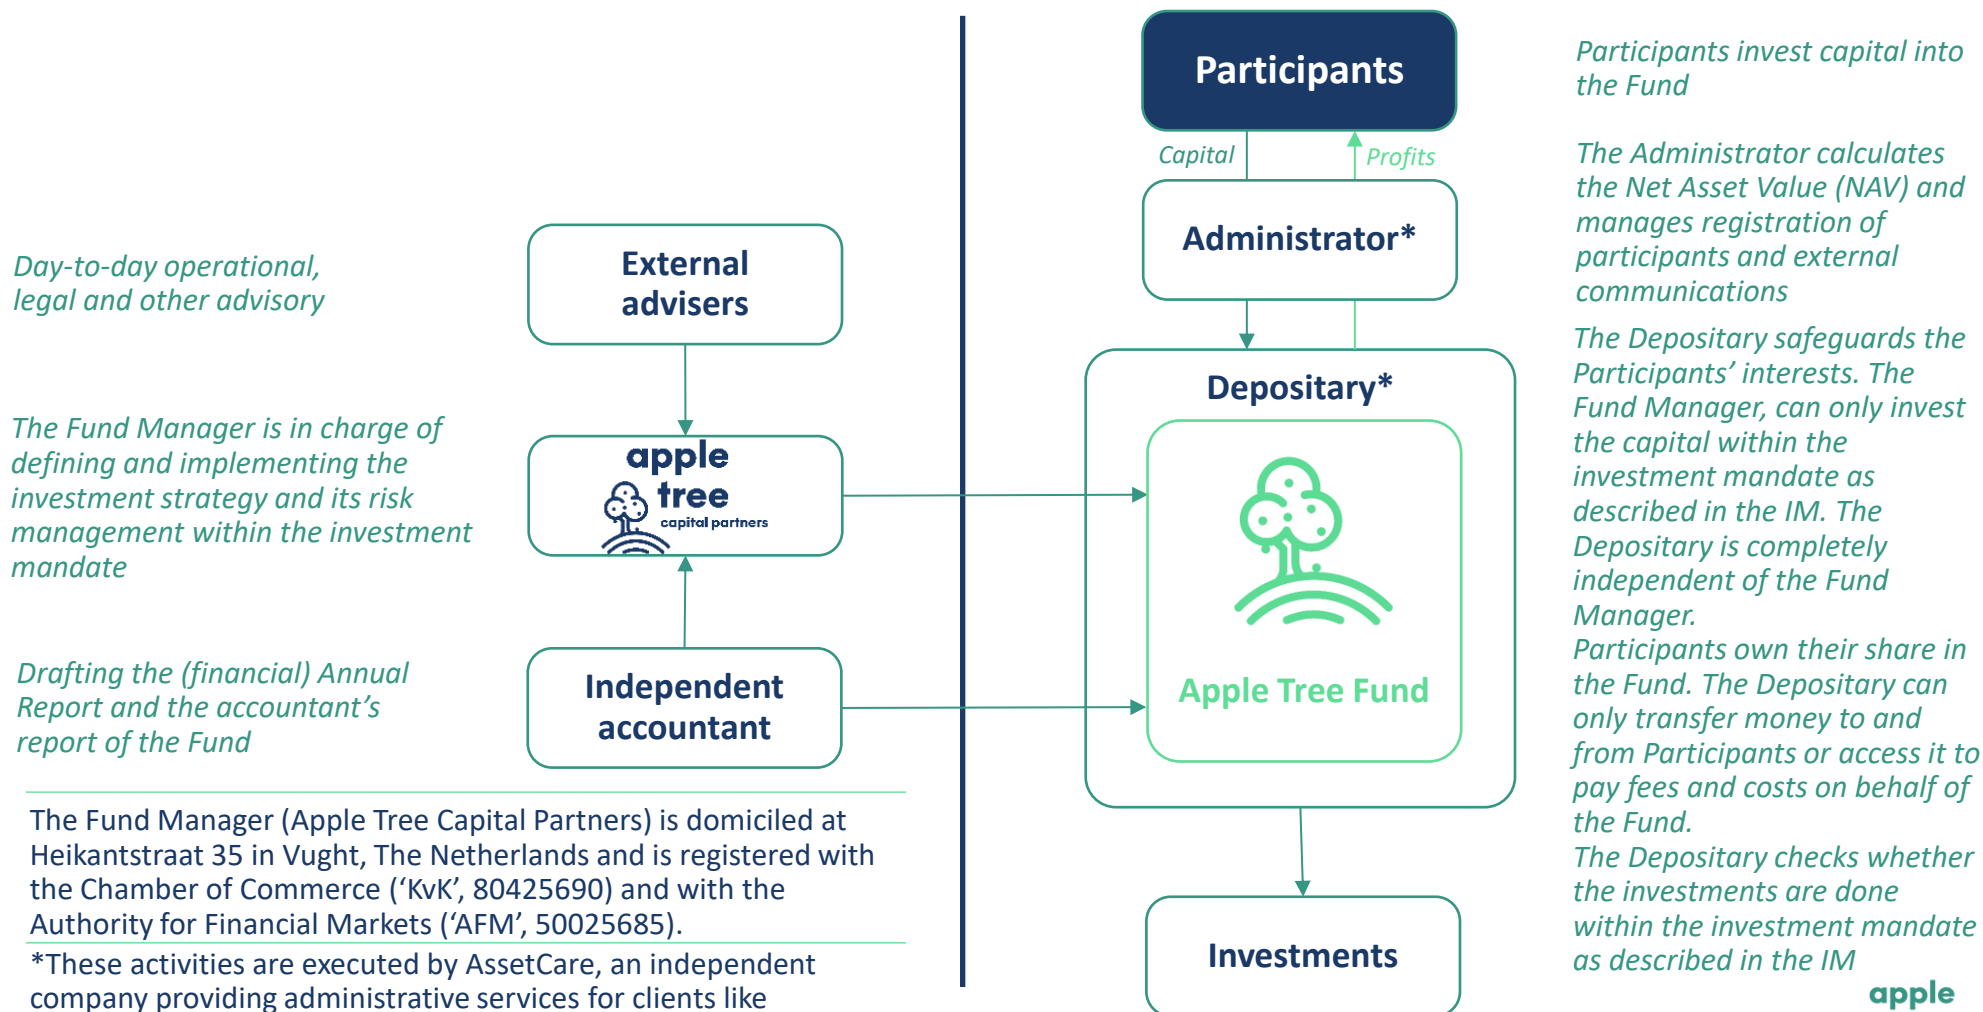 Participants
Capital
Profits
Administrator*
Depositary*
Apple Tree Fund
Investments
Participants invest capital into
the Fund
The Administrator calculates
the Net Asset Value (NAV) and
manages registration of
participants and external
communications
The Depositary safeguards the
Participants’ interests. The
Fund Manager, can only invest
the capital within the
investment mandate as
described in the IM. The
Depositary is completely
independent of the Fund
Manager.
Participants own their share in
the Fund. The Depositary can
only transfer money to and
from Participants or access it to
pay fees and costs on behalf of
the Fund.
The Depositary checks whether
the investments are done
within the investment mandate
as described in the IM
apple
Day-to-day operational,
legal and other advisory
External
advisers
The Fund Manager is in charge of
defining and implementing the
investment strategy and its risk
management within the investment
mandate
apple
tree
capital partners
Drafting the (financial) Annual
Report and the accountant’s
report of the Fund
Independent
accountant
The Fund Manager (Apple Tree Capital Partners) is domiciled at
Heikantstraat 35 in Vught, The Netherlands and is registered with
the Chamber of Commerce (‘KvK’, 80425690) and with the
Authority for Financial Markets (‘AFM’, 50025685).
*These activities are executed by AssetCare, an independent
company providing administrative services for clients like